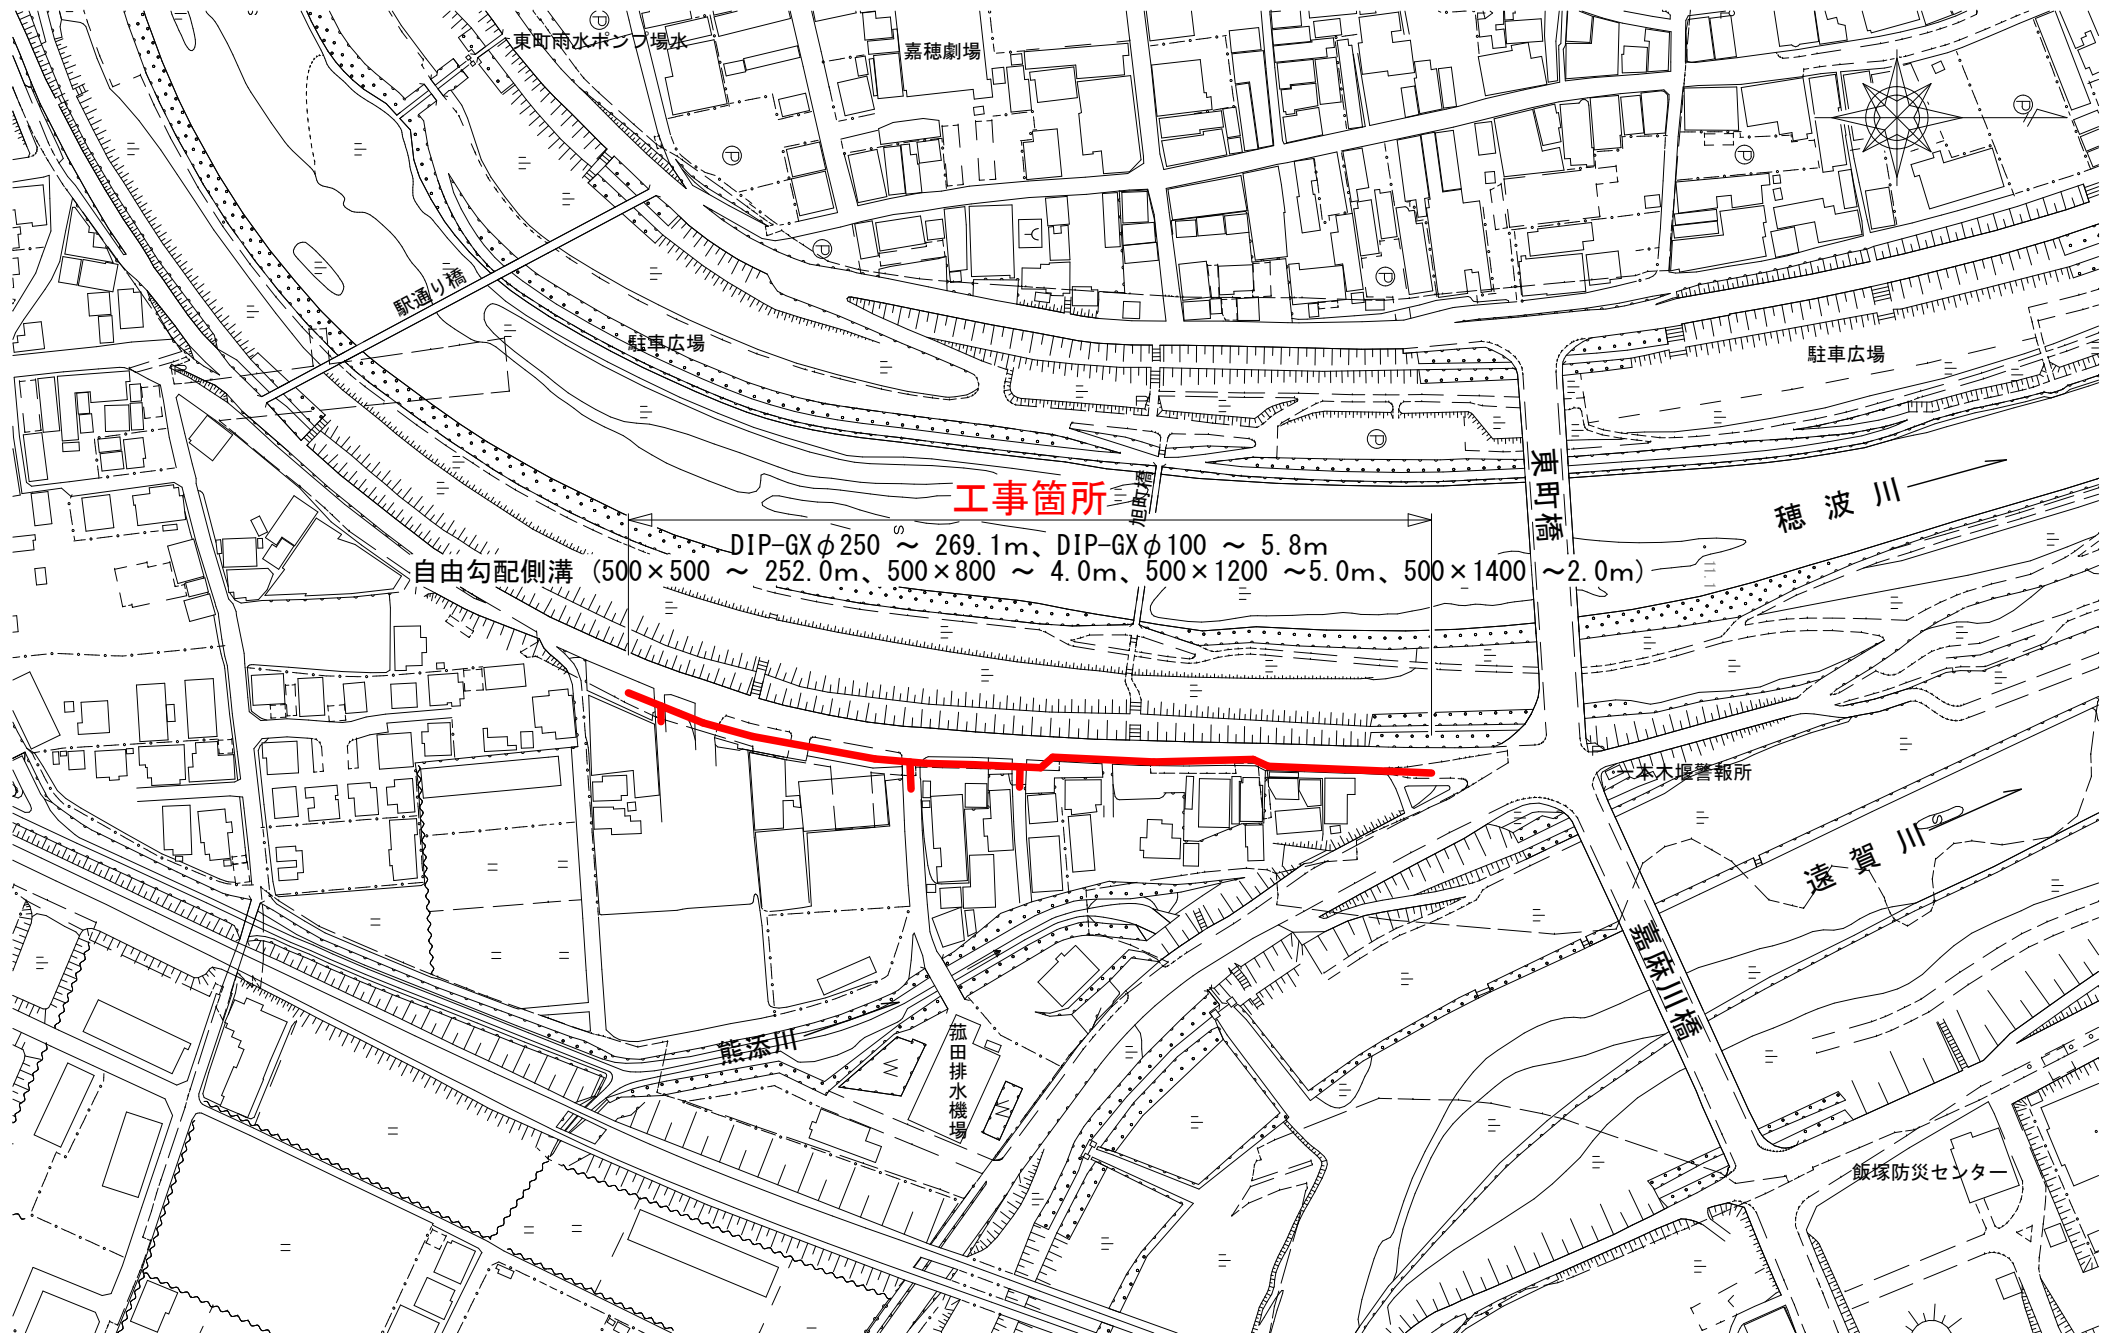 東町雨水ポンプ場水
嘉穂劇場
P
P
P
P
P
P
駅通り橋
駐車広場
駐車広場
P
工事箇所
旭町橋
東町橋
穂波川
S
DIP-GXφ250 ～ 269.1m、DIP-GXφ100 ～ 5.8m
自由勾配側溝 (500×500 ～ 252.0m、500×800 ～ 4.0m、500×1200 ～5.0m、500×1400 ～2.0m)
一本木堰警報所
S
遠賀川
嘉麻川橋
熊添川
菰田排水機場
W
W
飯塚防災センター